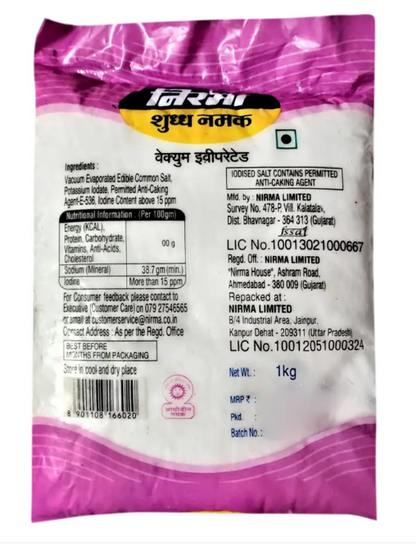 निरमा
शुध्ध नमक
वेक्युम इवीपरेटेड
Ingredients :
Vacuum Evaporated Edible Common Salt,
Potassium Iodate, Permitted Anti-Caking
Agent-E-536, Iodine Content above 15 ppm
Nutritional Information : (Per 100gm)
Energy (KCAL),
Protein, Carbohydrate,
Vitamins, Anti-Acids,
Cholesterol
00 g
Sodium (Mineral) 38.7 gm (min.)
Iodine More than 15 ppm
For Consumer feedback please contact to
Executive (Customer Care) on 079 27546565
or email at customerservice@nirma.co.in
Contact Address : As per the Regd. Office
BEST BEFORE
MONTHS FROM PACKAGING
Store in cool and dry place
8 901108 166020
आयोडीन
नमक
IODISED SALT CONTAINS PERMITTED
ANTI-CAKING AGENT
Mfd. by : NIRMA LIMITED
Survey No. 478-P, Vill. Kalatalav,
Dist. Bhavnagar - 364 313 (Gujarat)
fssai
LIC No.10013021000667
Regd. Off. : NIRMA LIMITED
"Nirma House", Ashram Road,
Ahmedabad - 380 009 (Gujarat)
Repacked at :
NIRMA LIMITED
B/4 Industrial Area, Jainpur,
Kanpur Dehat - 209311 (Uttar Pradesh)
LIC No.10012051000324
Net Wt. : 1kg
MRP ₹ :
Pkd. :
Batch No. :